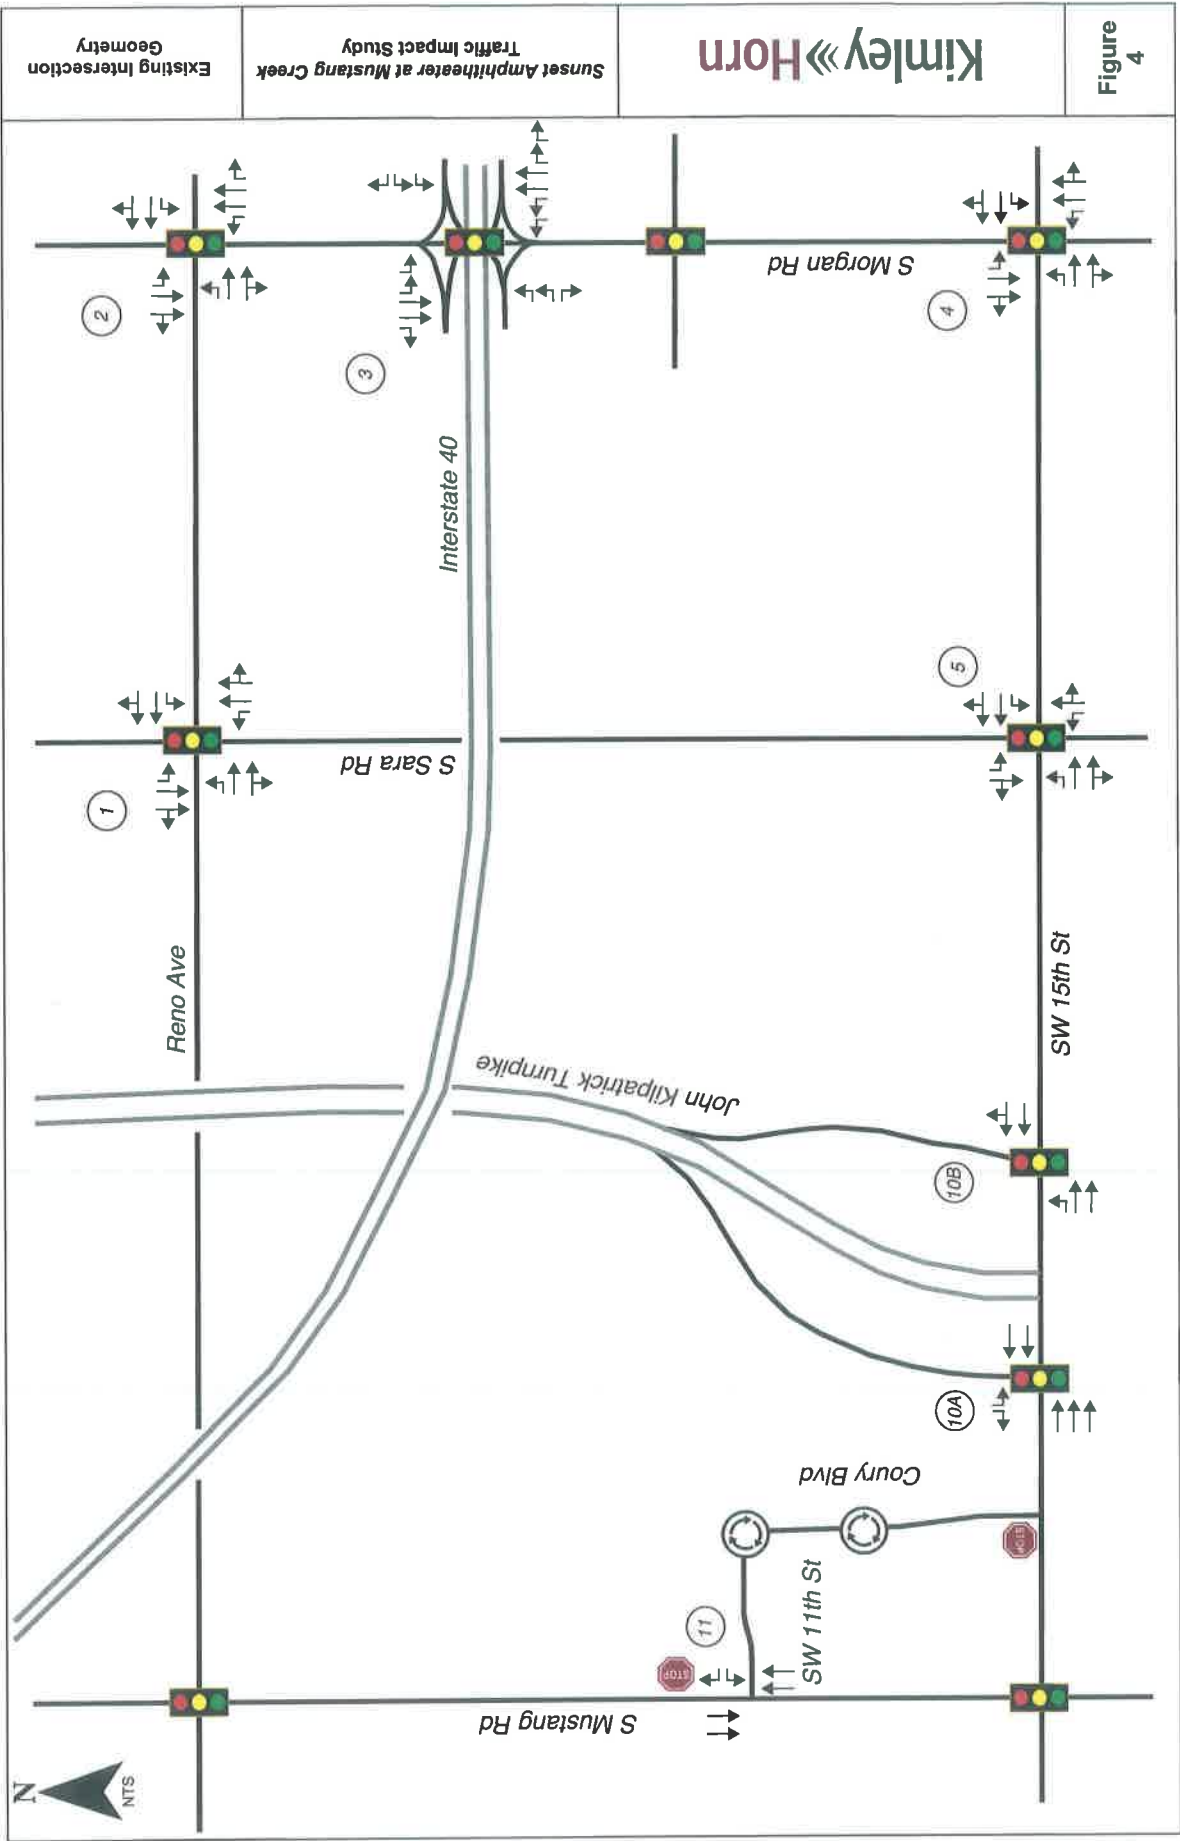 Existing Intersection
Geometry
Sunset Amphitheater at Mustang Creek
Traffic Impact Study
Kimley»Horn
Figure
4
N
NTS
Reno Ave
Interstate 40
John Kilpatrick Turnpike
SW 15th St
SW 11th St
Coury Blvd
S Mustang Rd
S Sara Rd
S Morgan Rd
1
2
3
4
5
10A
10B
11
STOP
STOP